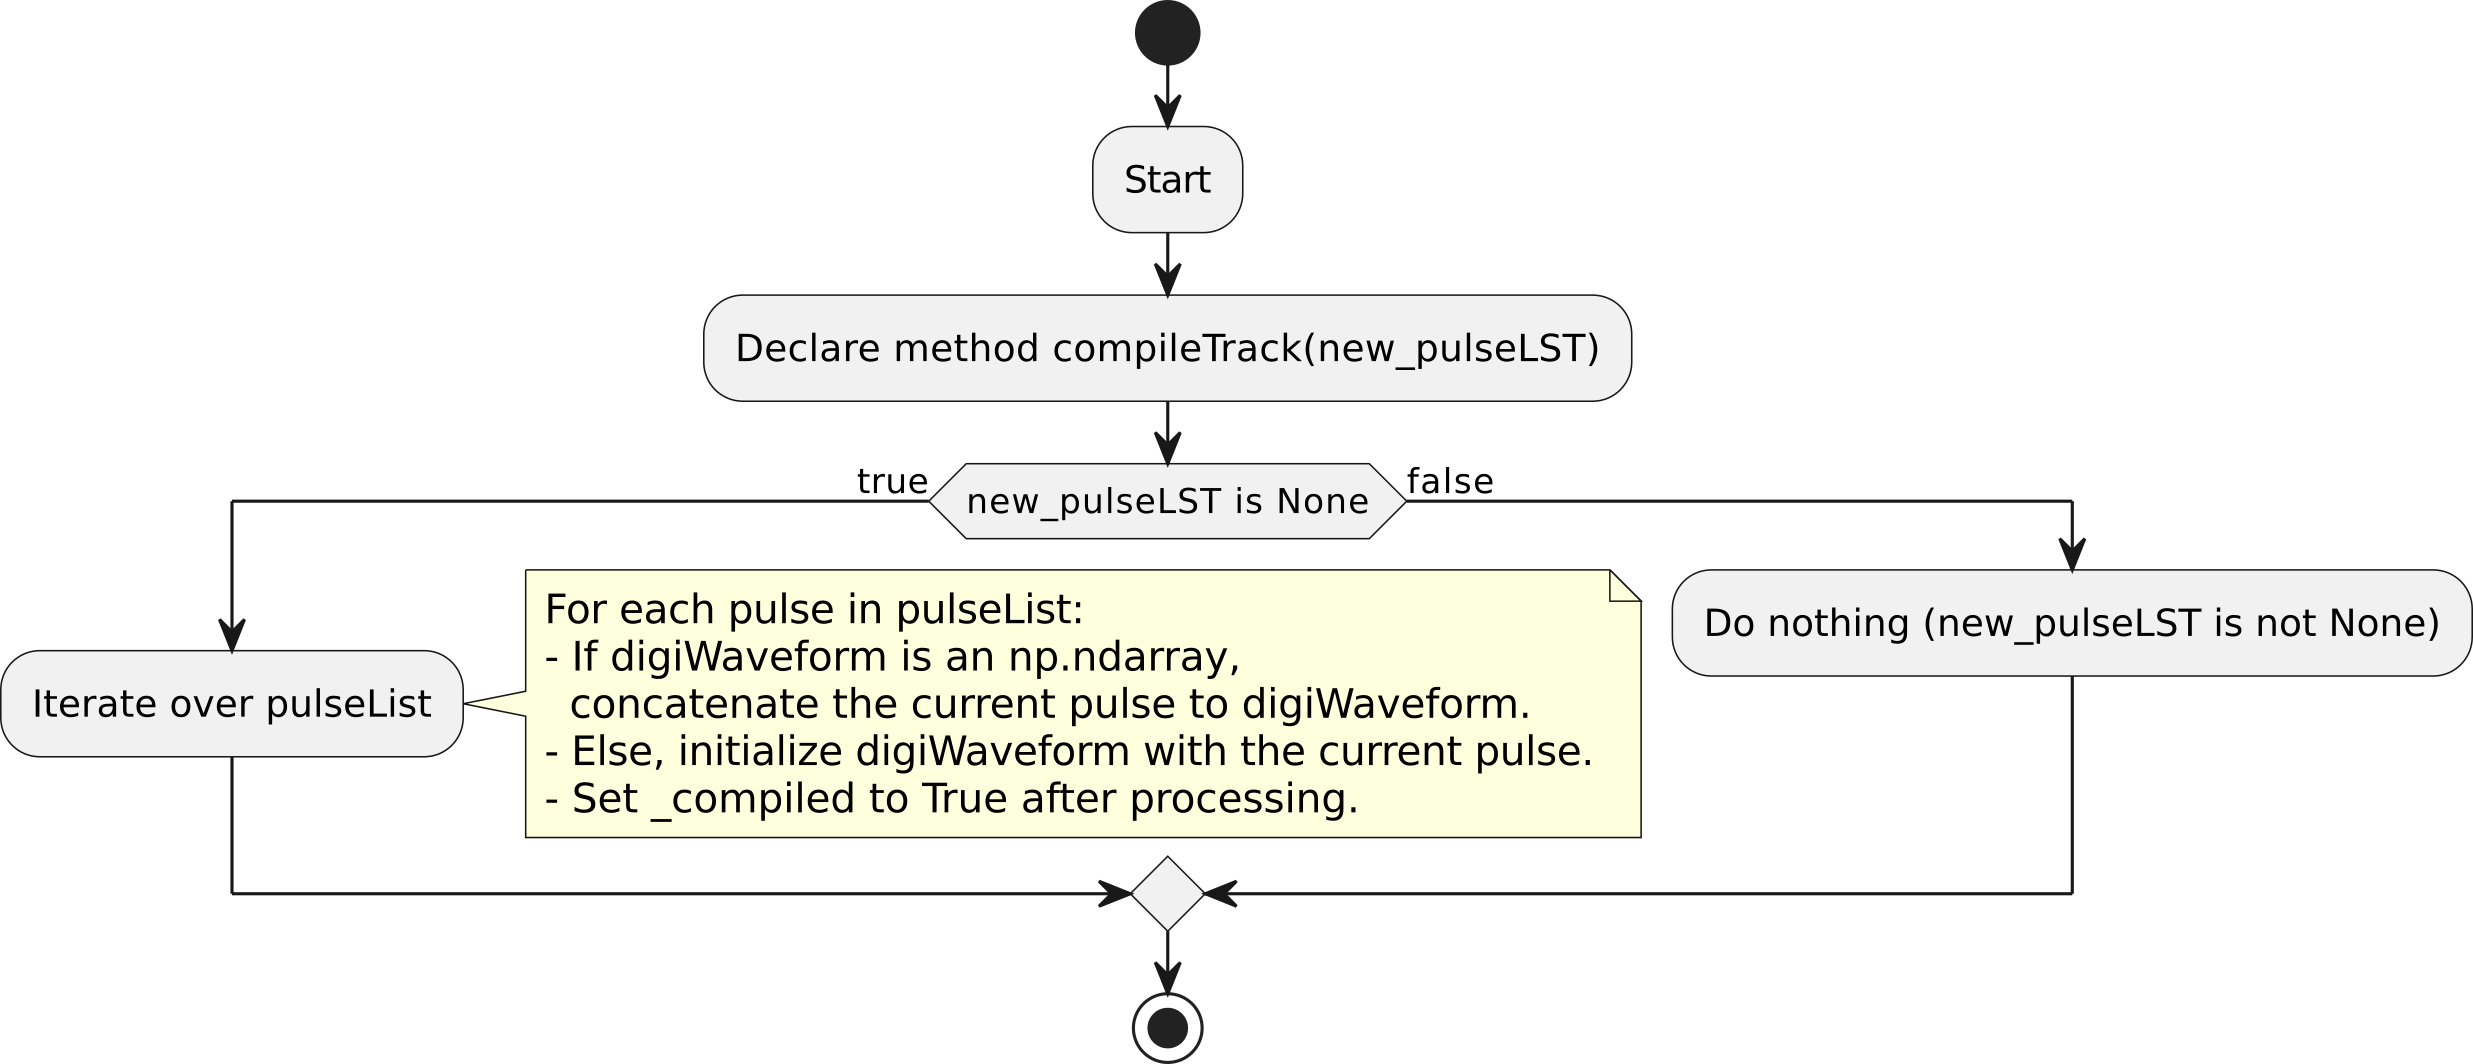 Start
Declare method compileTrack(new_pulseLST)
true
new_pulseLST is None
false
For each pulse in pulseList:
- If digiWaveform is an np.ndarray,
  concatenate the current pulse to digiWaveform.
- Else, initialize digiWaveform with the current pulse.
- Set _compiled to True after processing.
Iterate over pulseList
Do nothing (new_pulseLST is not None)